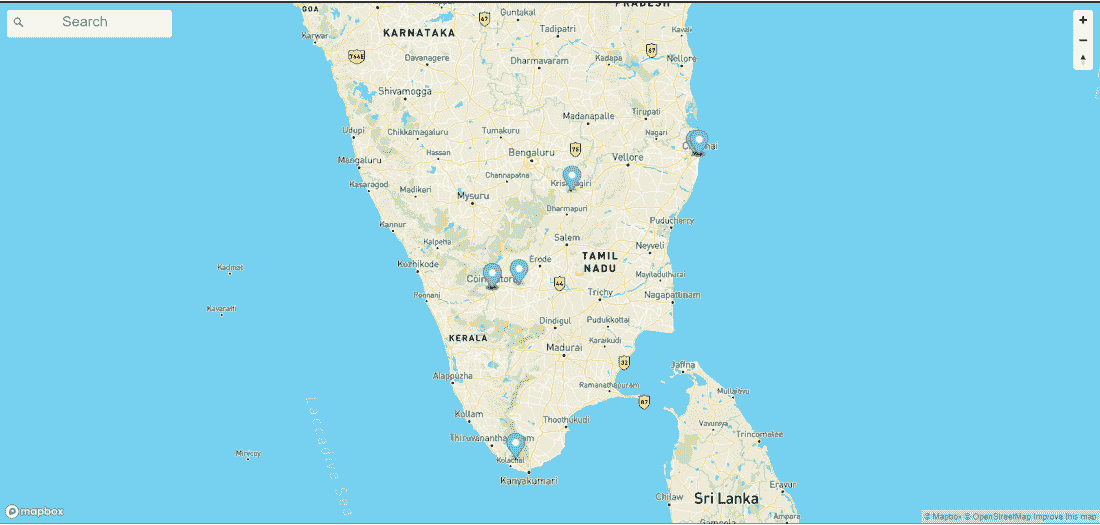 Search
GOA
Karwar
KARNATAKA
67
Guntakal
Tadipatri
PRADESH
Kavali
67
Nellore
766E
Davanagere
Dharmavaram
Kadapa
Shivamogga
Madanapalle
Tirupati
Nagari
Udupi
Chikkamagaluru
Tumakuru
Hassan
Bengaluru
75
Vellore
Mangaluru
Kasaragod
Madikeri
Channapatna
Mysuru
Dharmapuri
Kannur
Kalpetta
Salem
Puducherry
Neyveli
Kozhikode
Erode
TAMIL
NADU
Mayiladuthurai
44
Trichy
Nagapattinam
Kadmat
Kavaratti
Ponnani
Dindigul
Pudukkottai
Karaikudi
KERALA
Madurai
32
Jaffna
Alappuzha
Ramanathapuram
87
Mullaitivu
Kollam
Thoothukudi
Vavuniya
Trincomalee
Kolachal
Kanyakumari
Minicoy
Laccadive Sea
Eravur
Chilaw
Sri Lanka
Ampara
mapbox
© Mapbox © OpenStreetMap Improve this map